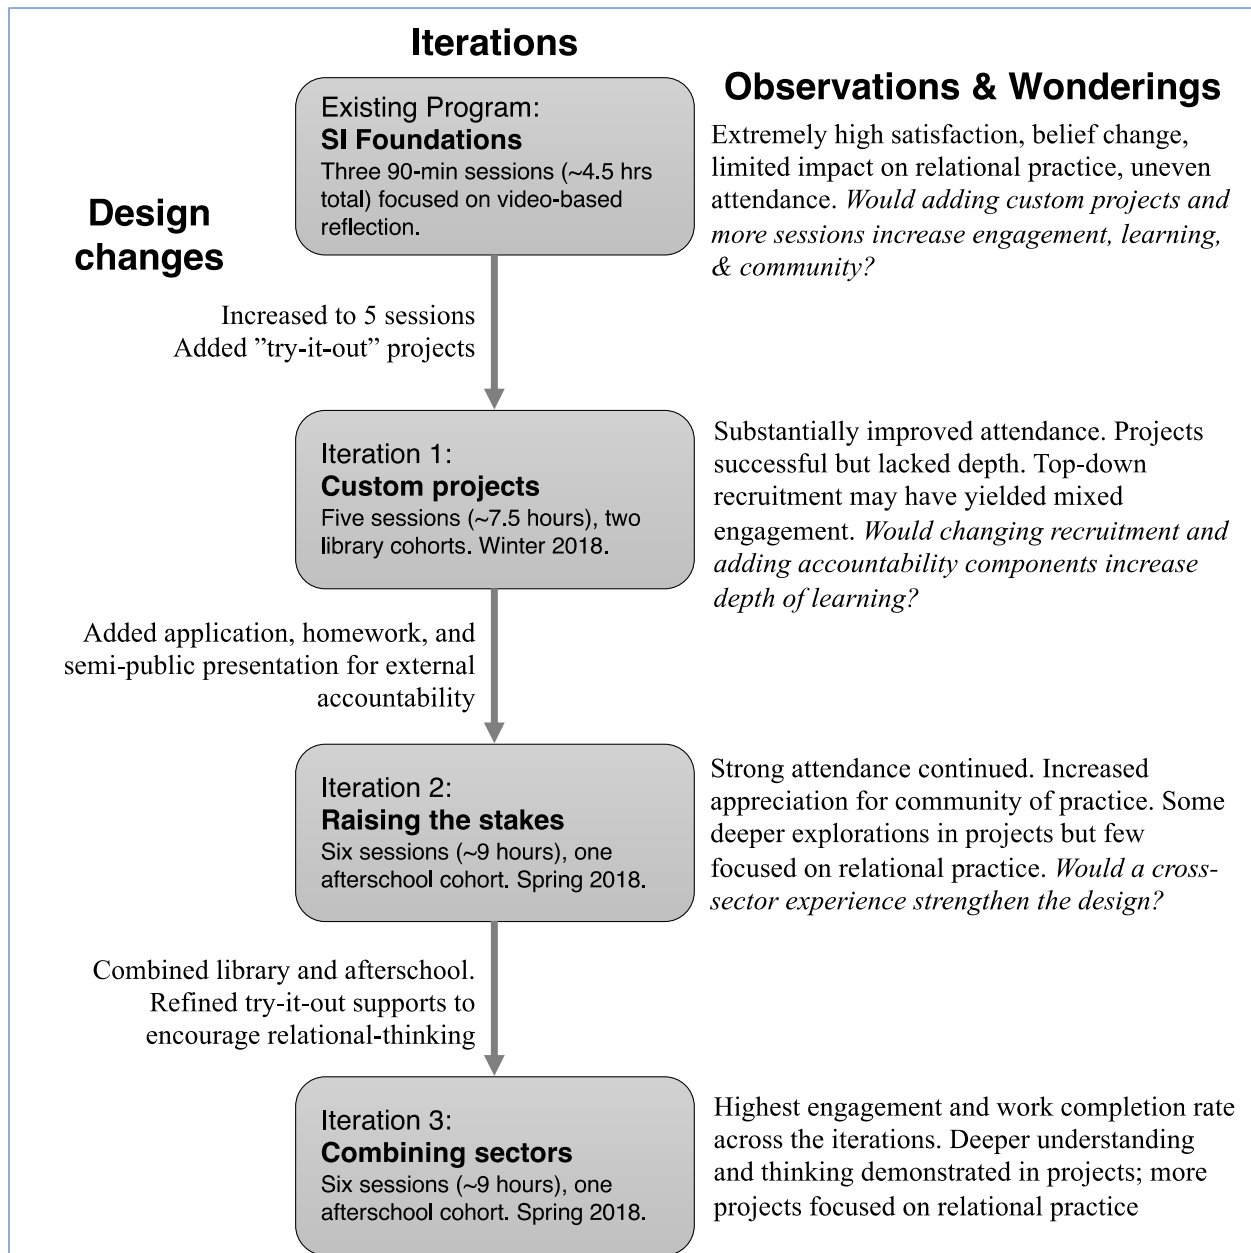 Iterations
Existing Program:
SI Foundations
Three 90-min sessions (~4.5 hrs
total) focused on video-based
reflection.
Observations & Wonderings
Extremely high satisfaction, belief change,
limited impact on relational practice, uneven
attendance. Would adding custom projects and
more sessions increase engagement, learning,
& community?
Design
changes
Increased to 5 sessions
Added ”try-it-out” projects
Iteration 1:
Custom projects
Five sessions (~7.5 hours), two
library cohorts. Winter 2018.
Substantially improved attendance. Projects
successful but lacked depth. Top-down
recruitment may have yielded mixed
engagement. Would changing recruitment and
adding accountability components increase
depth of learning?
Added application, homework, and
semi-public presentation for external
accountability
Iteration 2:
Raising the stakes
Six sessions (~9 hours), one
afterschool cohort. Spring 2018.
Strong attendance continued. Increased
appreciation for community of practice. Some
deeper explorations in projects but few
focused on relational practice. Would a cross-
sector experience strengthen the design?
Combined library and afterschool.
Refined try-it-out supports to
encourage relational-thinking
Iteration 3:
Combining sectors
Six sessions (~9 hours), one
afterschool cohort. Spring 2018.
Highest engagement and work completion rate
across the iterations. Deeper understanding
and thinking demonstrated in projects; more
projects focused on relational practice